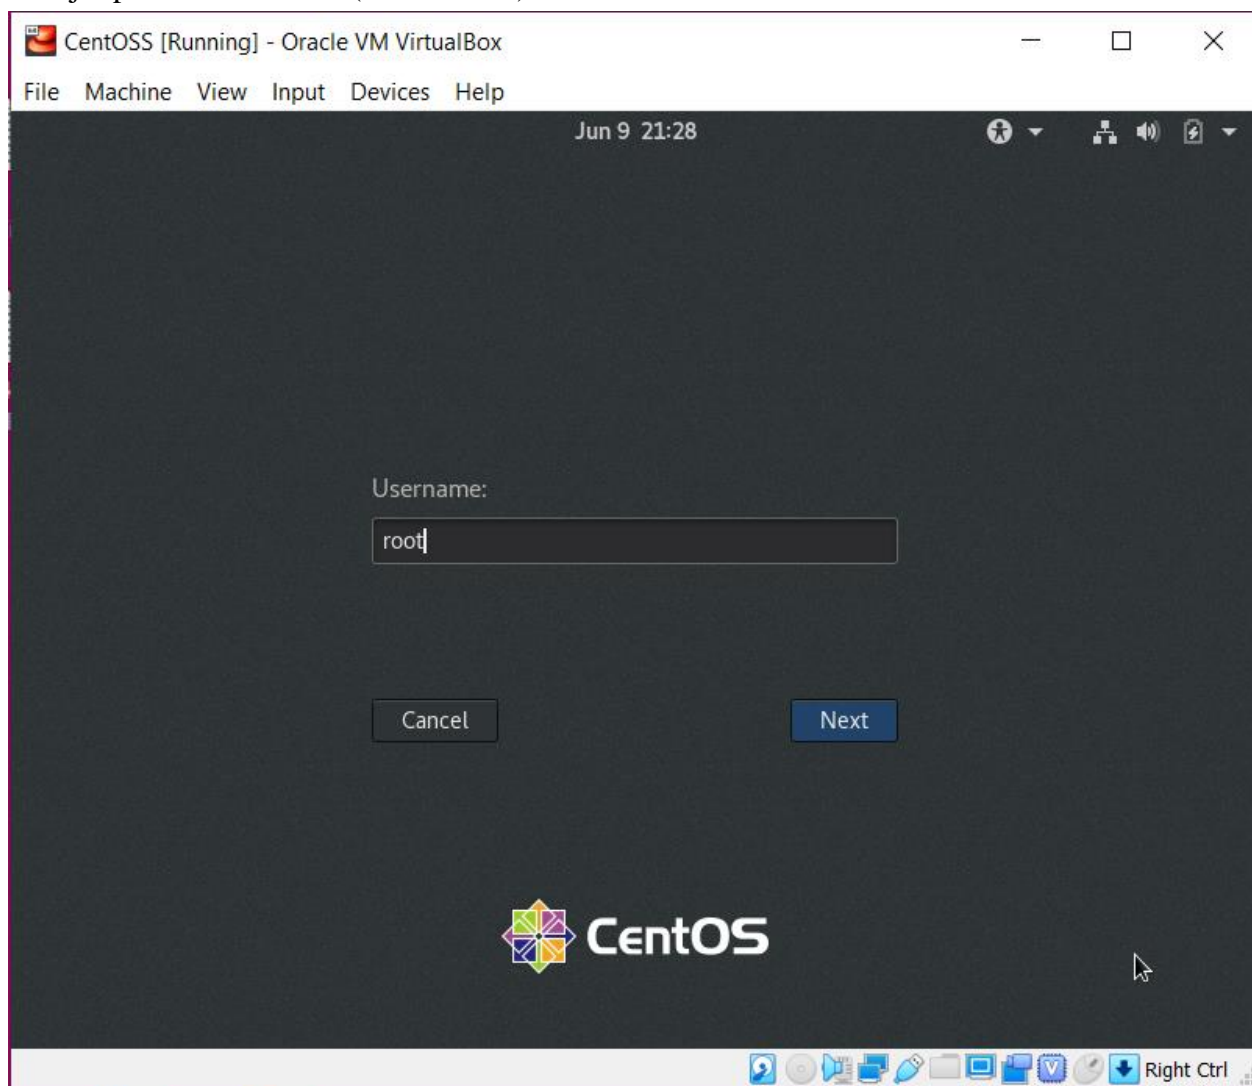 CentOSS [Running] - Oracle VM VirtualBox
File Machine View Input Devices Help
Jun 9 21:28
Username:
root
Cancel Next
CentOS
Right Ctrl